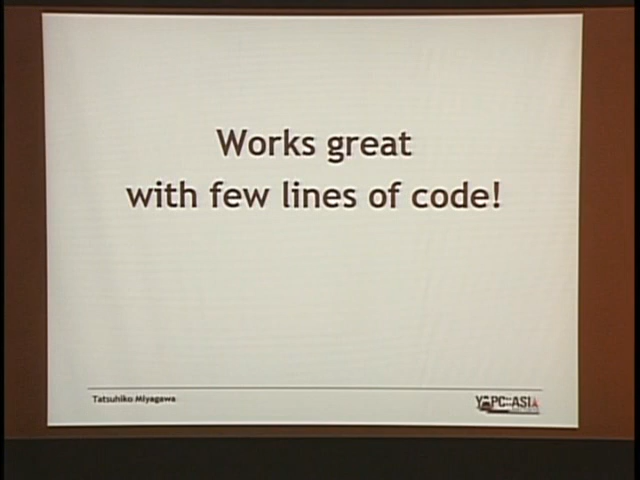 Works great
with few lines of code!
Tatsuhiko Miyagawa
YAPC::ASIA